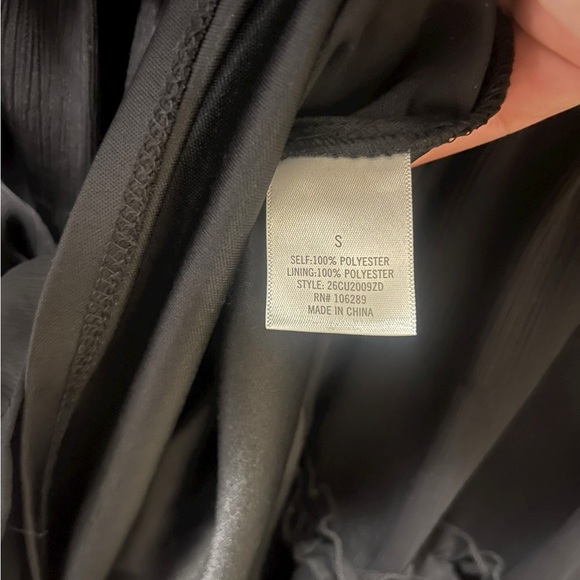 S
SELF:100% POLYESTER
LINING:100% POLYESTER
STYLE: 26CU2009ZD
RN# 106289
MADE IN CHINA